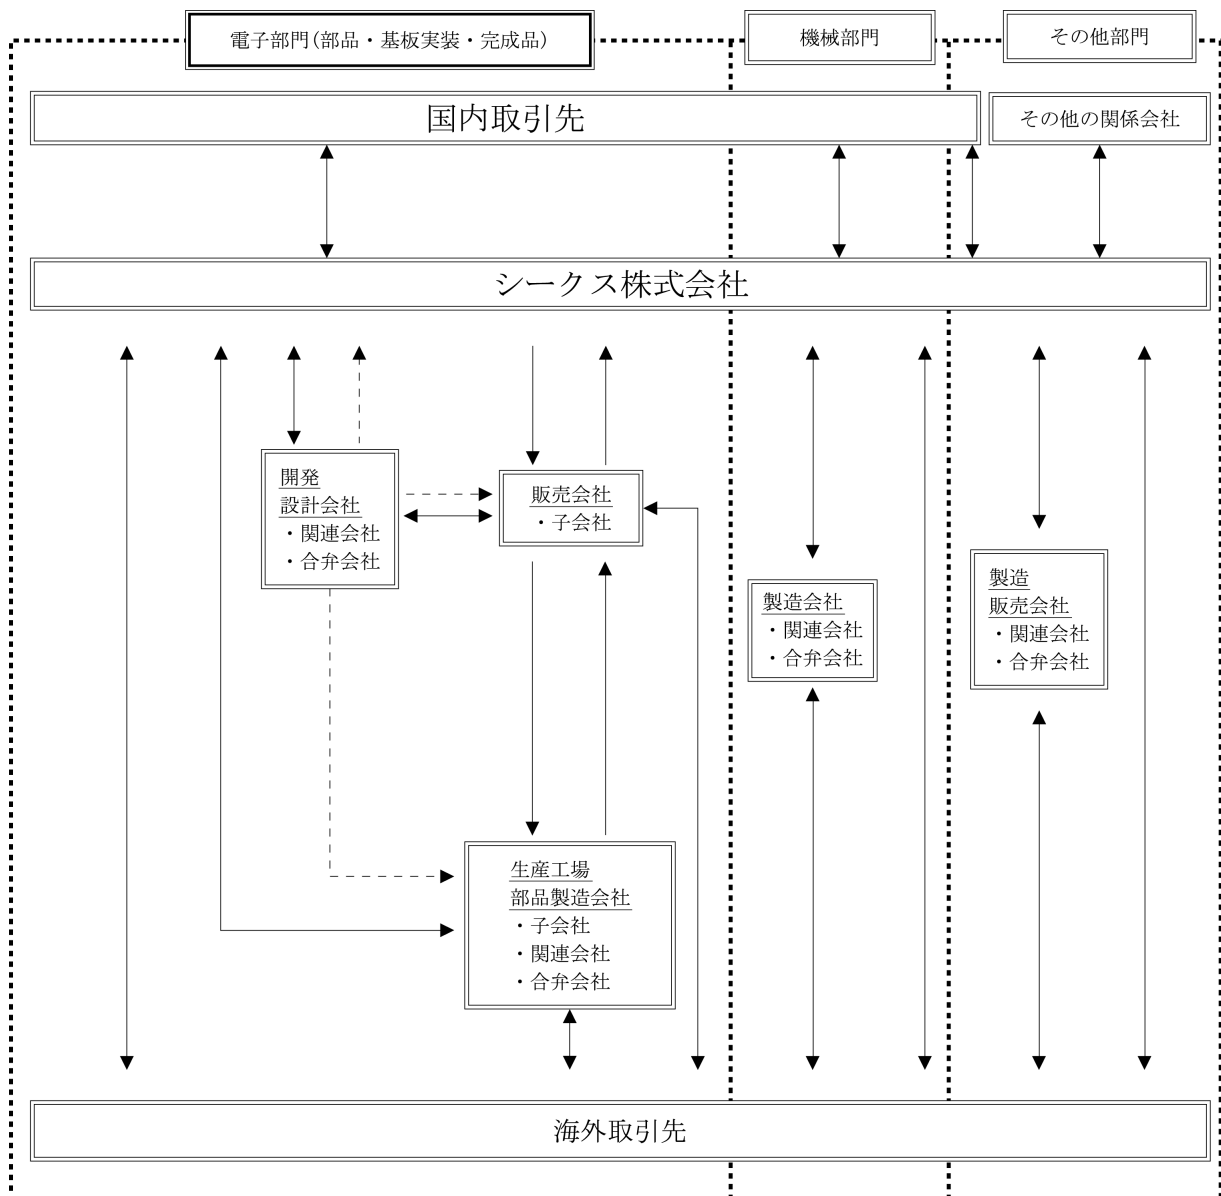 電子部門(部品・基板実装・完成品)
機械部門
その他部門
国内取引先
その他の関係会社
シークス株式会社
開発
設計会社
・関連会社
・合弁会社
販売会社
・子会社
製造会社
・関連会社
・合弁会社
製造
販売会社
・関連会社
・合弁会社
生産工場
部品製造会社
・子会社
・関連会社
・合弁会社
海外取引先